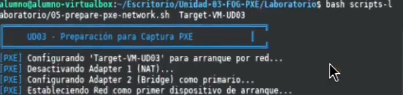 alumno@alumno-virtualbox:~/Escritorio/Unidad-03-FOG-PXE/Laboratorio$ bash scripts-l
aboratorio/05-prepare-pxe-network.sh Target-VM-UD03
UD03 - Preparación para Captura PXE
[PXE] Configurando 'Target-VM-UD03' para arranque por red...
[PXE] Desactivando Adapter 1 (NAT)...
[PXE] Configurando Adapter 2 (Bridge) como primario...
[PXE] Estableciendo Red como primer dispositivo de arranque...